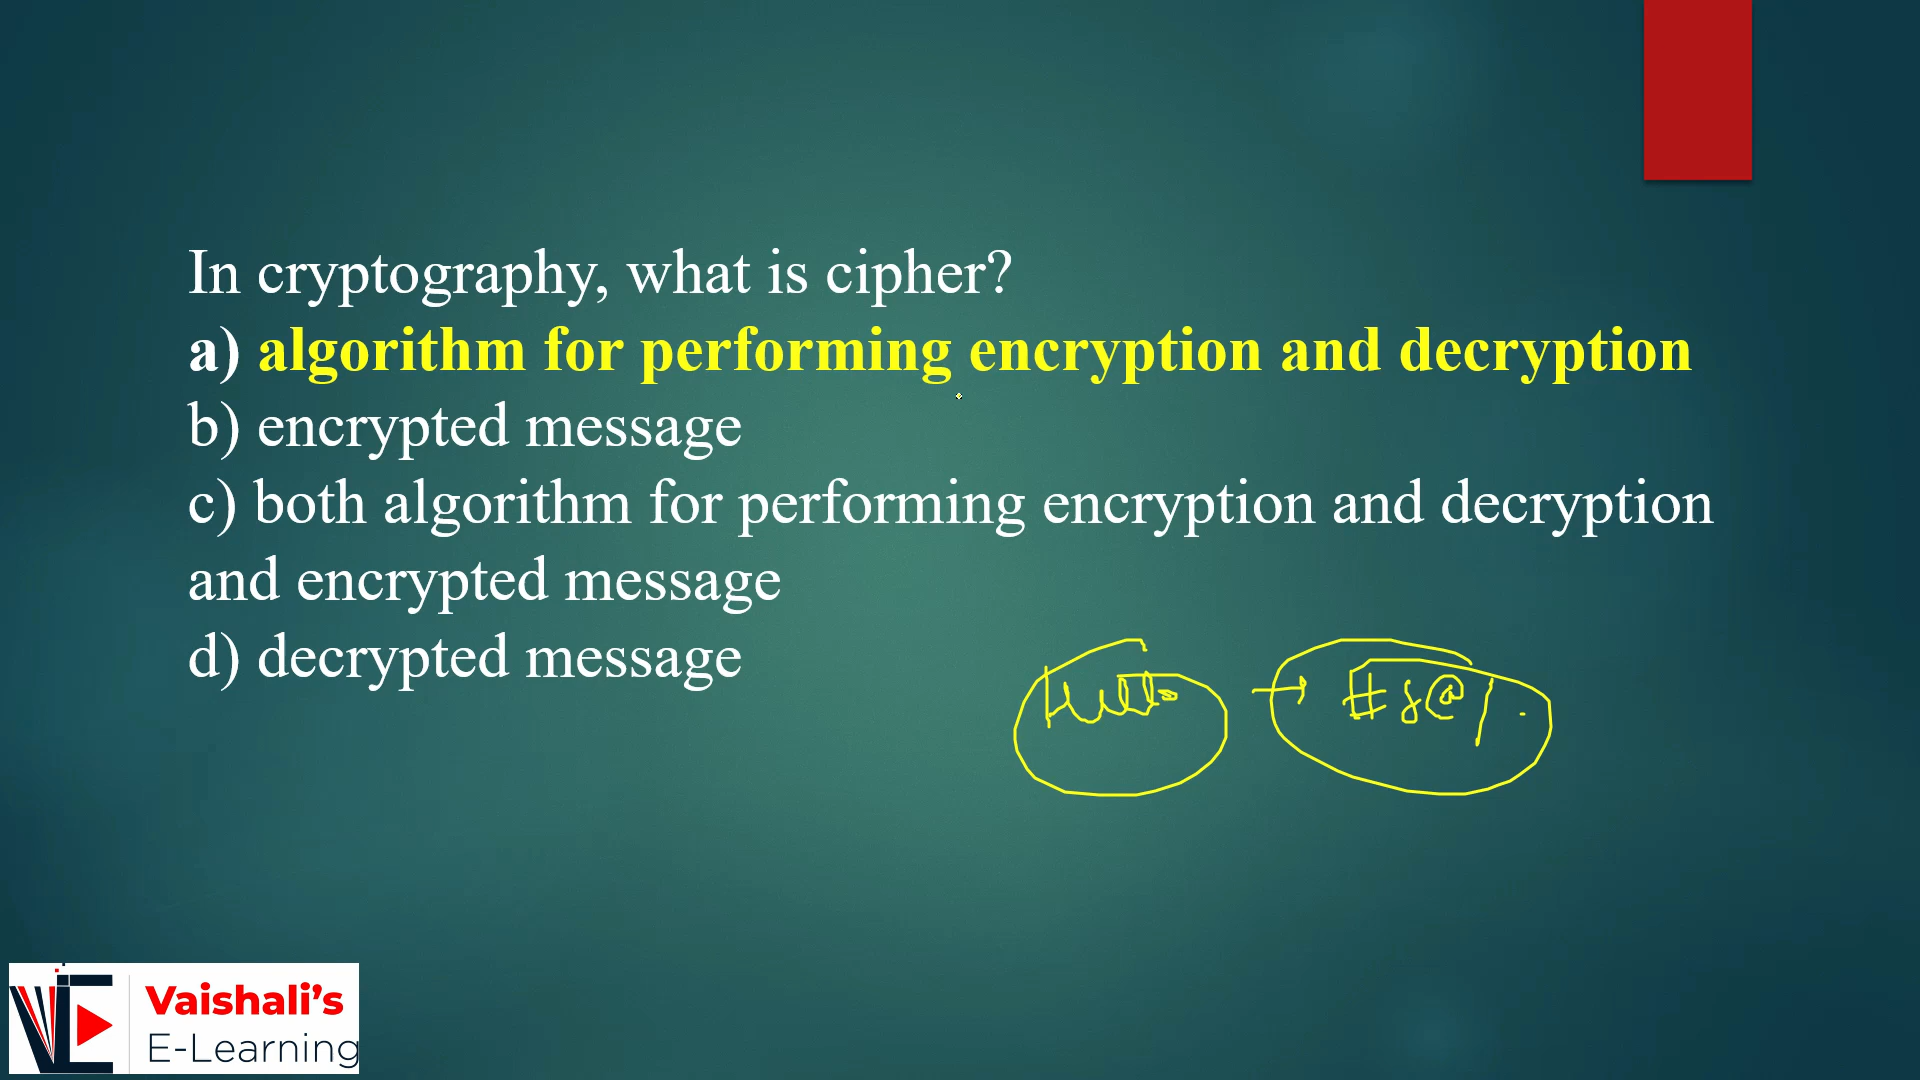 In cryptography, what is cipher?
a) algorithm for performing encryption and decryption
b) encrypted message
c) both algorithm for performing encryption and decryption
and encrypted message
d) decrypted message
Hello → # & @ / .
Vaishali's
E-Learning